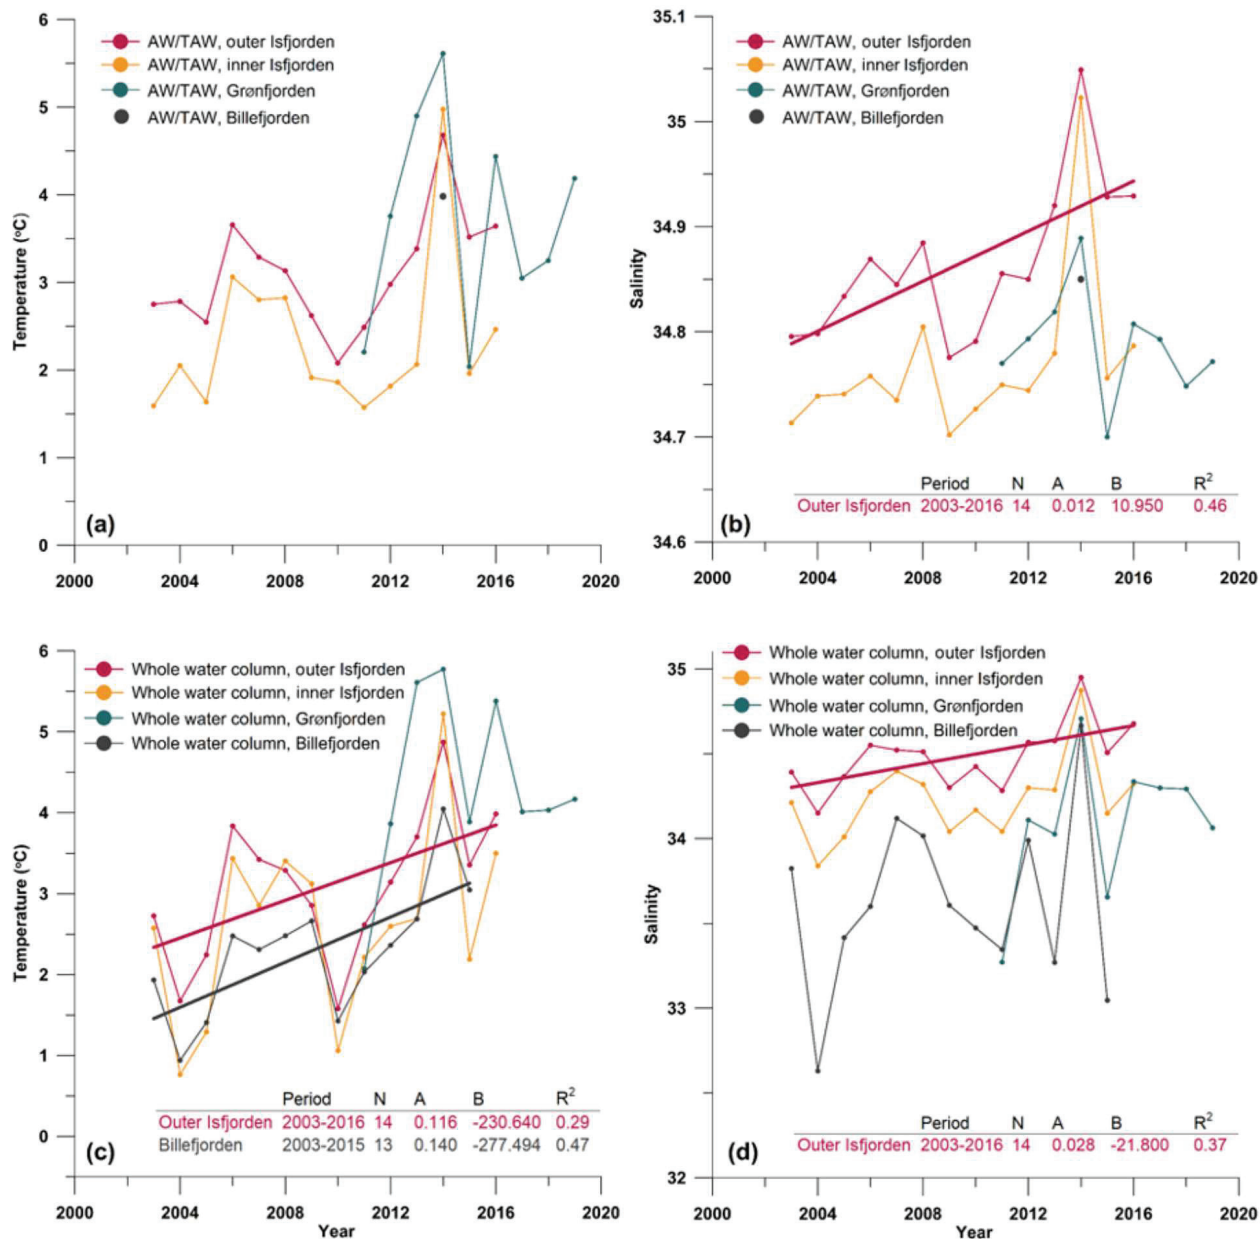 6
AW/TAW, outer Isfjorden
AW/TAW, inner Isfjorden
AW/TAW, Grønfjorden
AW/TAW, Billefjorden
5
4
3
2
1
0
Temperature (°C)
(a)
2000 2004 2008 2012 2016 2020
35.1
AW/TAW, outer Isfjorden
AW/TAW, inner Isfjorden
AW/TAW, Grønfjorden
AW/TAW, Billefjorden
35
34.9
34.8
34.7
34.6
Salinity
Period N A B R²
Outer Isfjorden 2003-2016 14 0.012 10.950 0.46
(b)
2000 2004 2008 2012 2016 2020
6
Whole water column, outer Isfjorden
Whole water column, inner Isfjorden
Whole water column, Grønfjorden
Whole water column, Billefjorden
5
4
3
2
1
0
Temperature (°C)
Period N A B R²
Outer Isfjorden 2003-2016 14 0.116 -230.640 0.29
Billefjorden 2003-2015 13 0.140 -277.494 0.47
(c)
2000 2004 2008 2012 2016 2020
Year
Whole water column, outer Isfjorden
35
Whole water column, inner Isfjorden
Whole water column, Grønfjorden
Whole water column, Billefjorden
34
33
32
Salinity
Period N A B R²
Outer Isfjorden 2003-2016 14 0.028 -21.800 0.37
(d)
2000 2004 2008 2012 2016 2020
Year